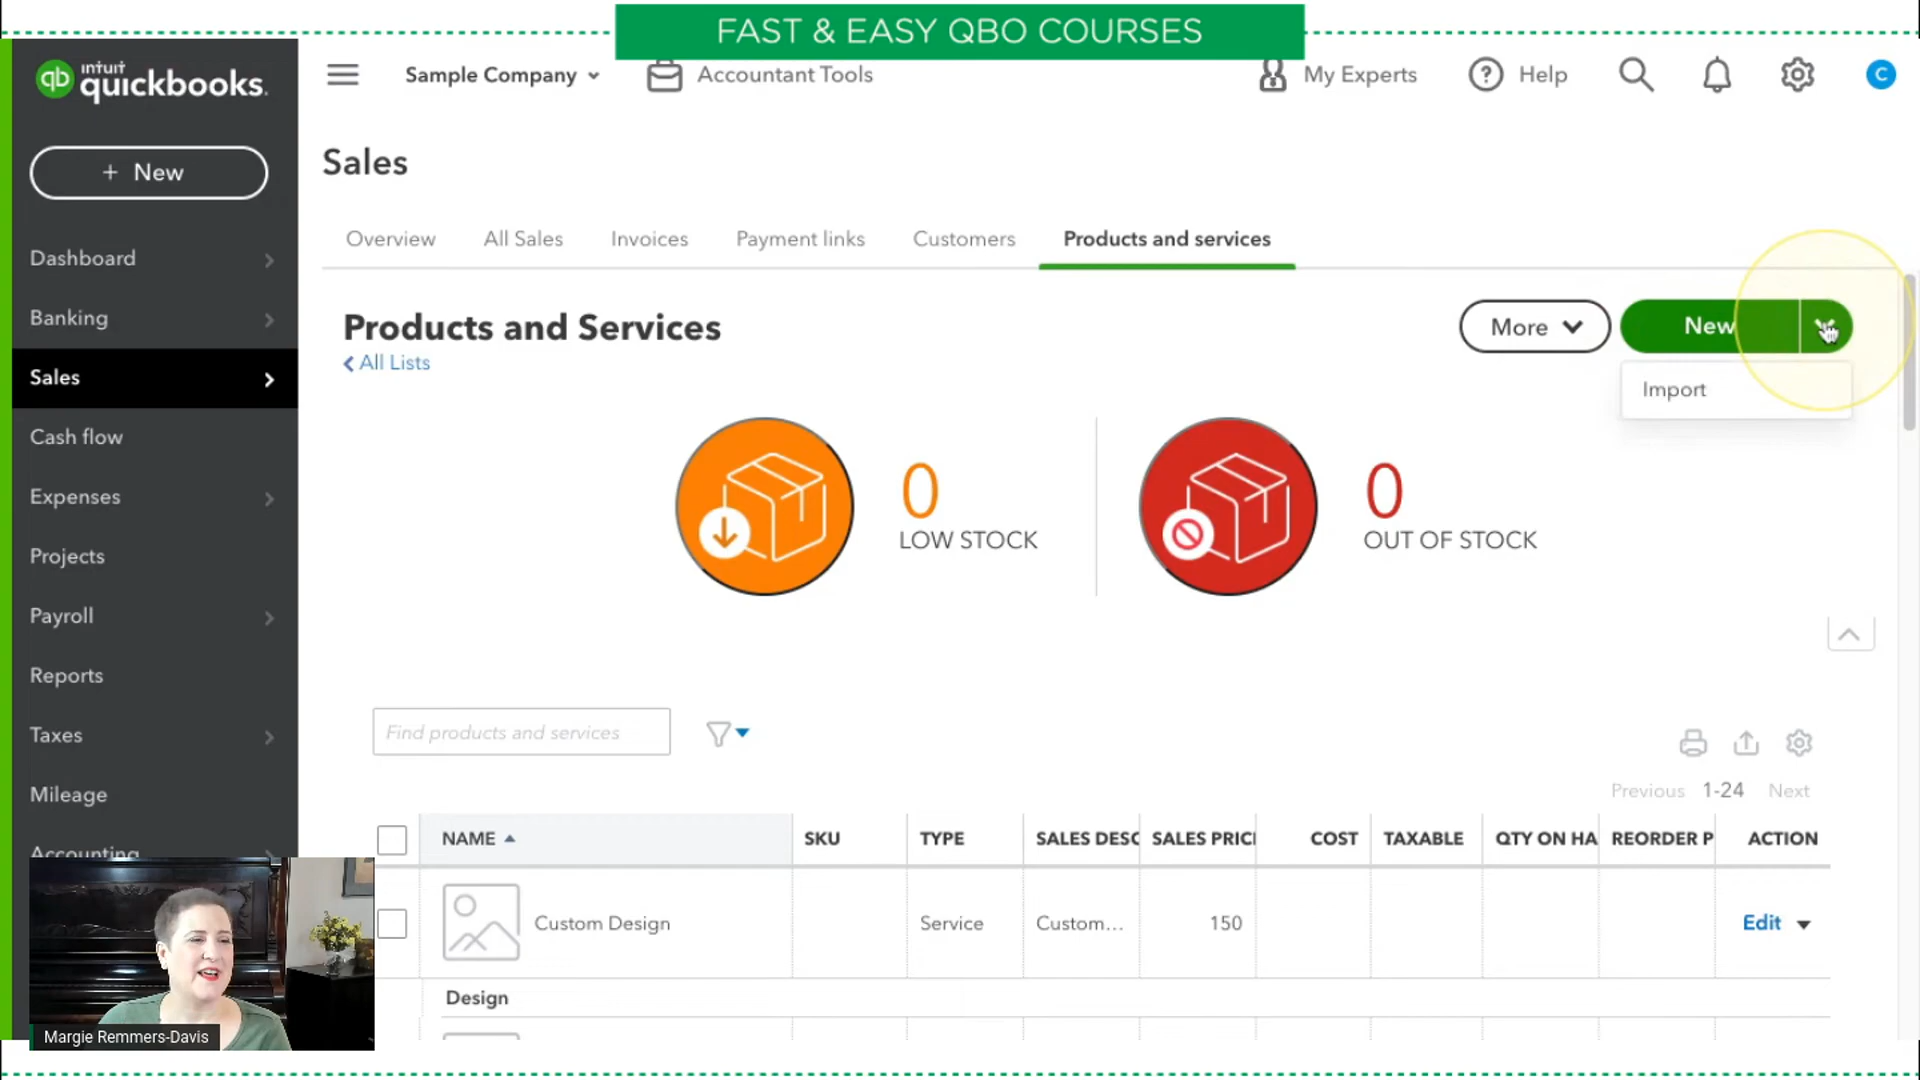 FAST & EASY QBO COURSES
qb intuit quickbooks.
Sample Company
Accountant Tools
My Experts
Help
C
+ New
Dashboard
Banking
Sales
Cash flow
Expenses
Projects
Payroll
Reports
Taxes
Mileage
Accounting
Sales
Overview
All Sales
Invoices
Payment links
Customers
Products and services
Products and Services
All Lists
More
New
Import
0
LOW STOCK
0
OUT OF STOCK
Find products and services
Previous 1-24 Next
NAME SKU TYPE SALES DESC SALES PRICI COST TAXABLE QTY ON HA REORDER P ACTION
Custom Design Service Custom... 150 Edit
Design
Margie Remmers-Davis